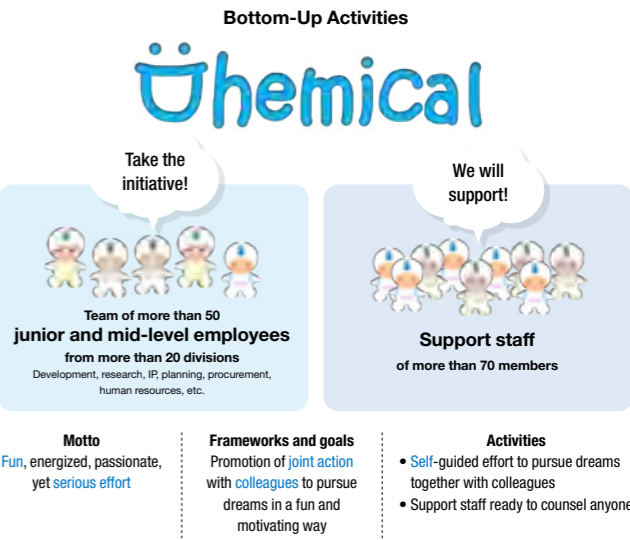 Bottom-Up Activities
Ühemical
Take the
initiative!
We will
support!
Team of more than 50
junior and mid-level employees
from more than 20 divisions
Development, research, IP, planning, procurement,
human resources, etc.
Support staff
of more than 70 members
Motto
Fun, energized, passionate,
yet serious effort
Frameworks and goals
Promotion of joint action
with colleagues to pursue
dreams in a fun and
motivating way
Activities
• Self-guided effort to pursue dreams
together with colleagues
• Support staff ready to counsel anyone